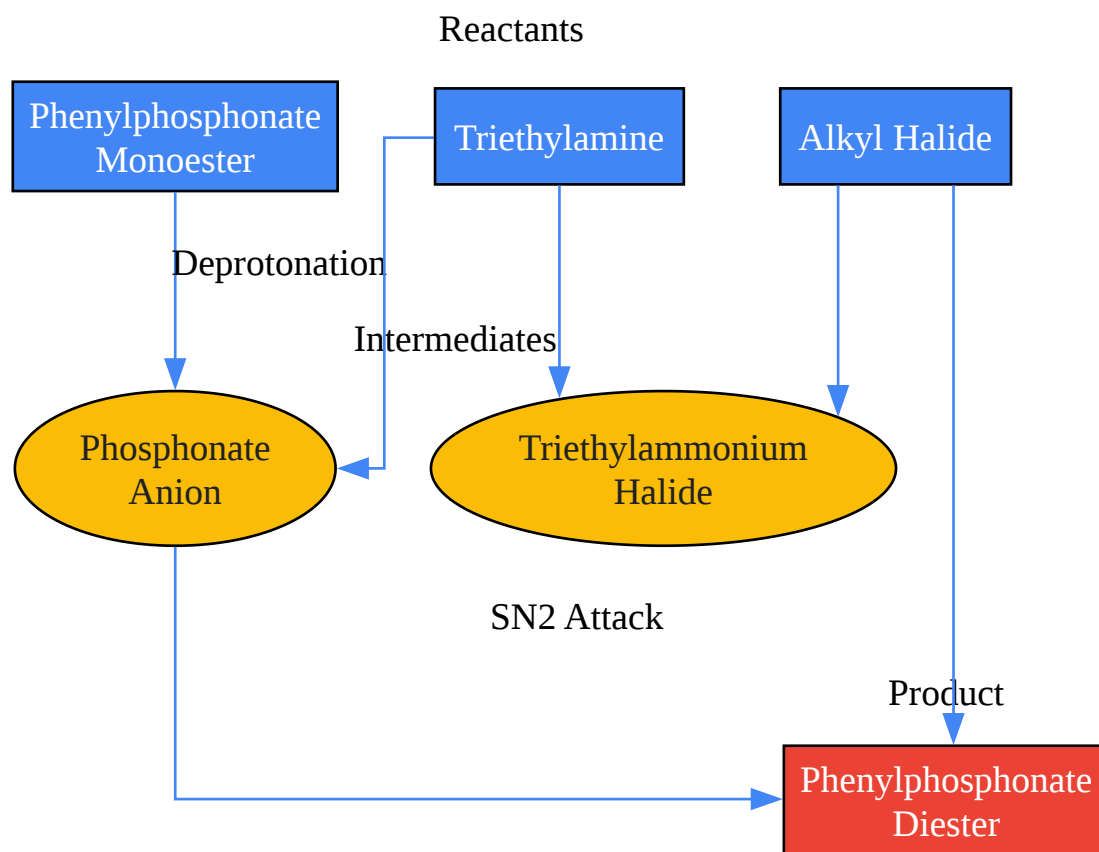 Reactants
Phenylphosphonate
Monoester
Triethylamine
Alkyl Halide
Deprotonation
Intermediates
Phosphonate
Anion
Triethylammonium
Halide
SN2 Attack
Product
Phenylphosphonate
Diester